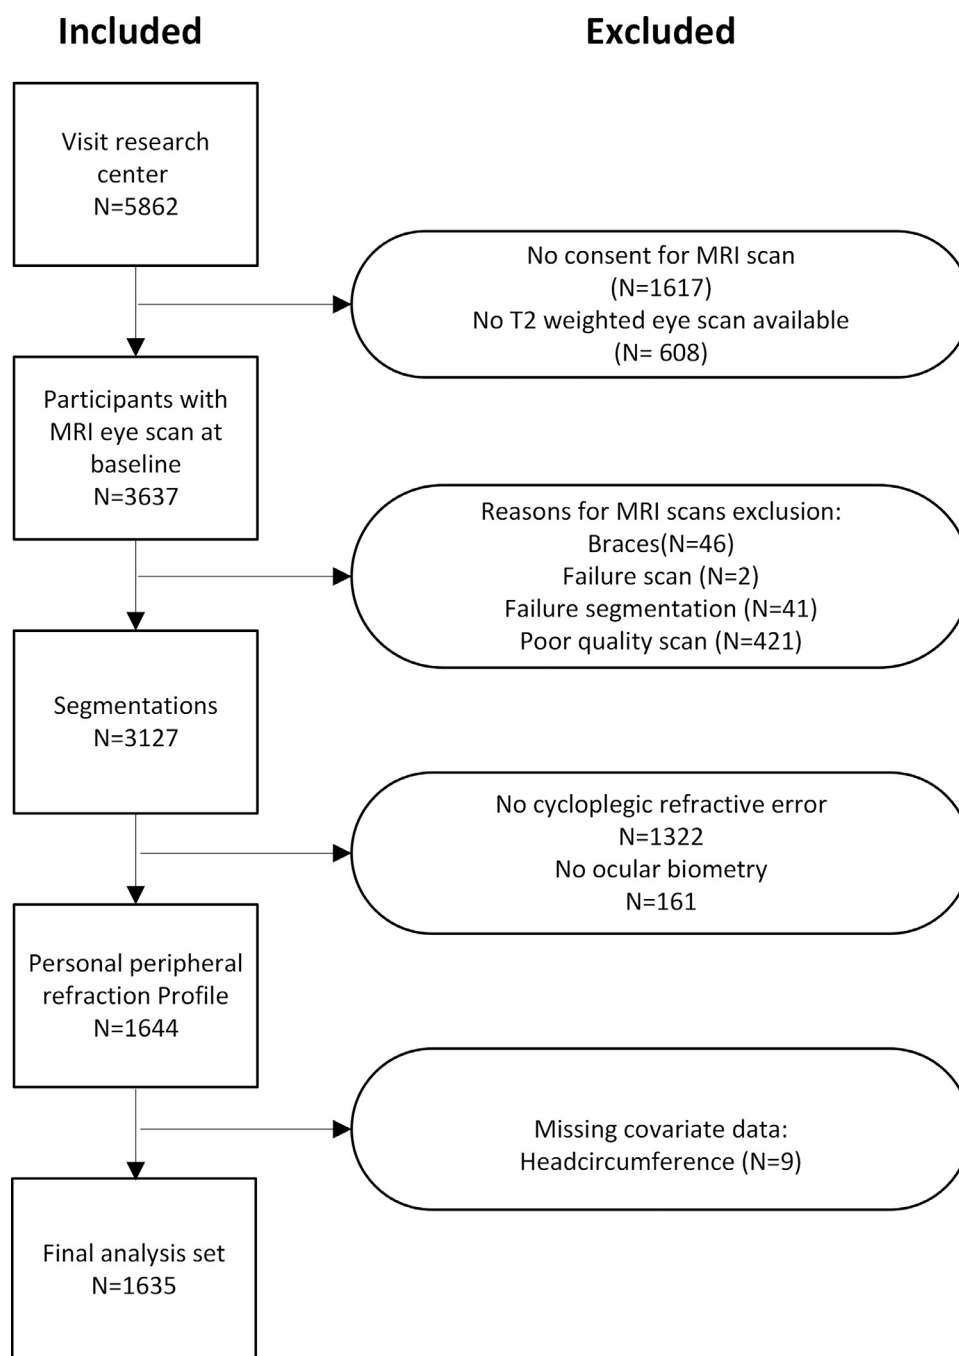 Included
Excluded
Visit research
center
N=5862
No consent for MRI scan
(N=1617)
No T2 weighted eye scan available
(N= 608)
Participants with
MRI eye scan at
baseline
N=3637
Reasons for MRI scans exclusion:
Braces(N=46)
Failure scan (N=2)
Failure segmentation (N=41)
Poor quality scan (N=421)
Segmentations
N=3127
No cycloplegic refractive error
N=1322
No ocular biometry
N=161
Personal peripheral
refraction Profile
N=1644
Missing covariate data:
Headcircumference (N=9)
Final analysis set
N=1635